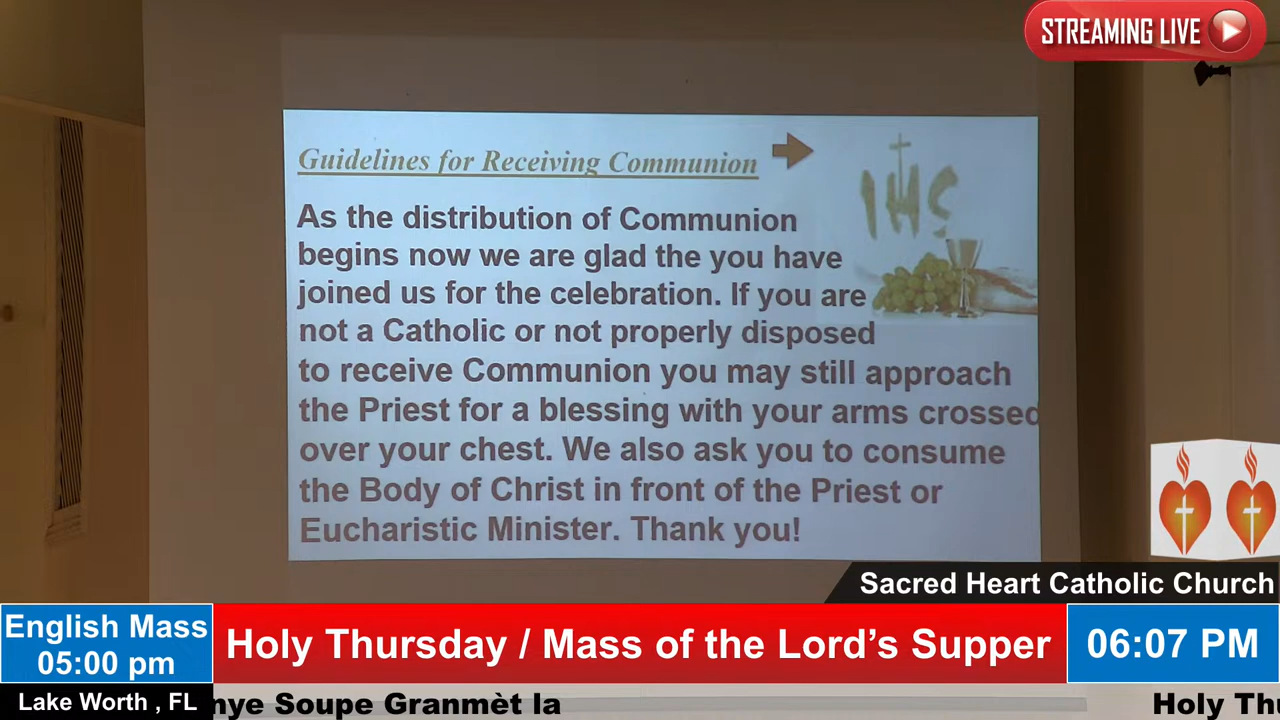 STREAMING LIVE
Guidelines for Receiving Communion
IHS
As the distribution of Communion
begins now we are glad the you have
joined us for the celebration. If you are
not a Catholic or not properly disposed
to receive Communion you may still approach
the Priest for a blessing with your arms crossed
over your chest. We also ask you to consume
the Body of Christ in front of the Priest or
Eucharistic Minister. Thank you!
Sacred Heart Catholic Church
English Mass
05:00 pm
Holy Thursday / Mass of the Lord’s Supper
06:07 PM
Lake Worth , FL
Soupe Granmèt la
Holy